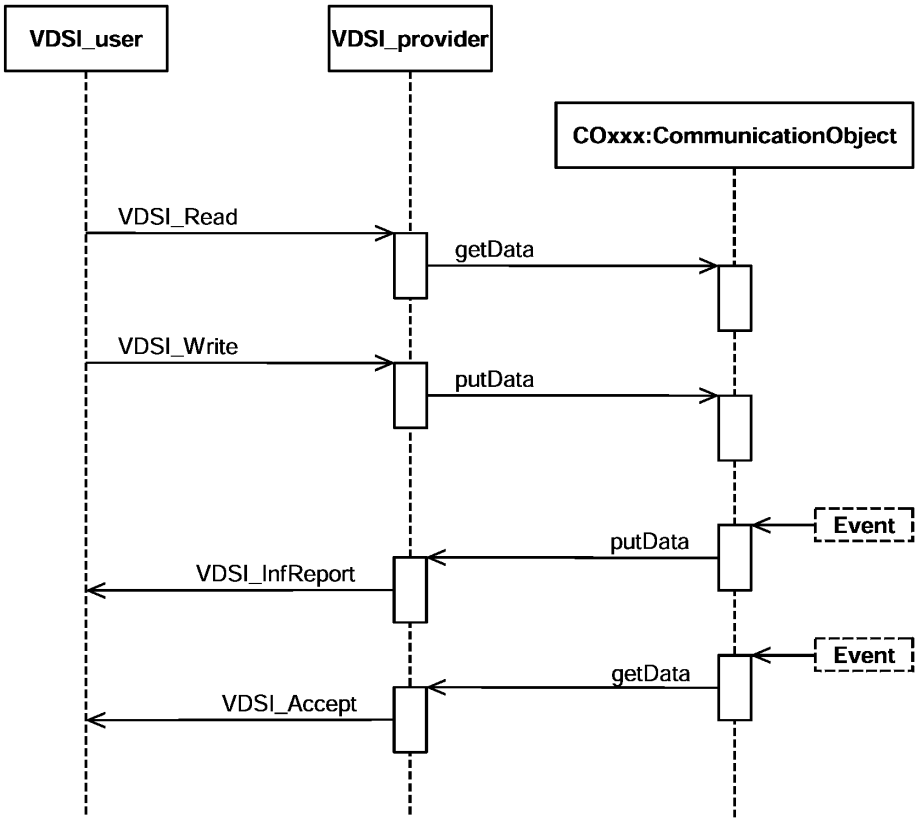 VDSI_user
VDSI_provider
COxxx:CommunicationObject
VDSI_Read
getData
VDSI_Write
putData
Event
putData
VDSI_InfReport
Event
getData
VDSI_Accept